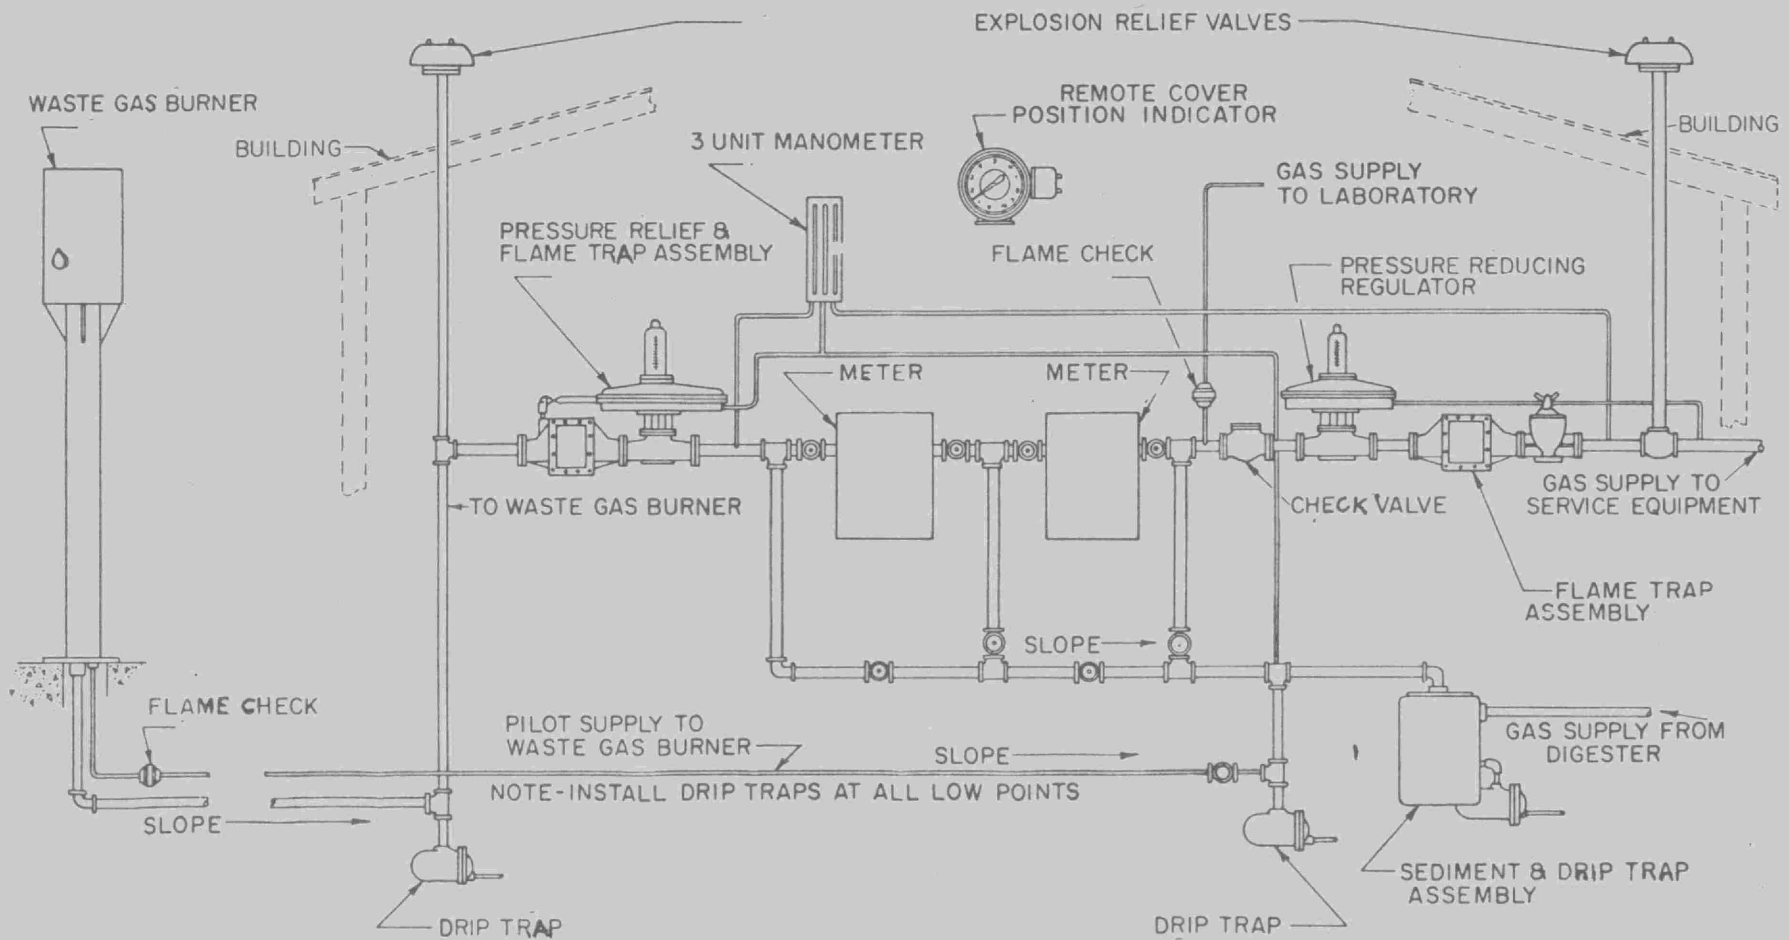 EXPLOSION RELIEF VALVES
WASTE GAS BURNER
REMOTE COVER
POSITION INDICATOR
BUILDING
3 UNIT MANOMETER
BUILDING
GAS SUPPLY
TO LABORATORY
PRESSURE RELIEF &
FLAME TRAP ASSEMBLY
FLAME CHECK
PRESSURE REDUCING
REGULATOR
METER
METER
TO WASTE GAS BURNER
CHECK VALVE
GAS SUPPLY TO
SERVICE EQUIPMENT
FLAME TRAP
ASSEMBLY
SLOPE
FLAME CHECK
PILOT SUPPLY TO
WASTE GAS BURNER
SLOPE
GAS SUPPLY FROM
DIGESTER
NOTE-INSTALL DRIP TRAPS AT ALL LOW POINTS
SLOPE
SEDIMENT & DRIP TRAP
ASSEMBLY
DRIP TRAP
DRIP TRAP